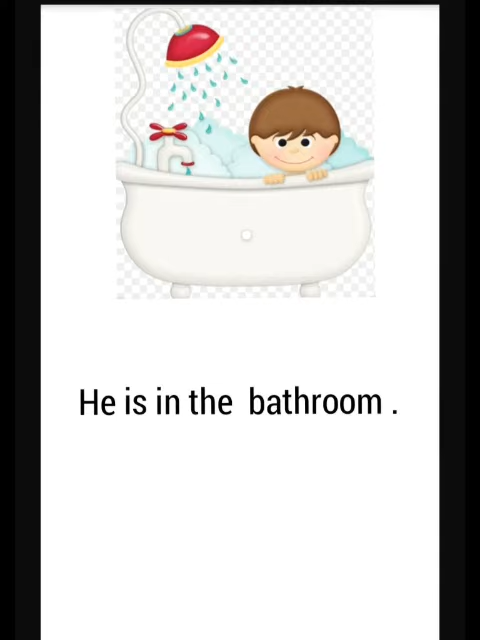 He is in the  bathroom .